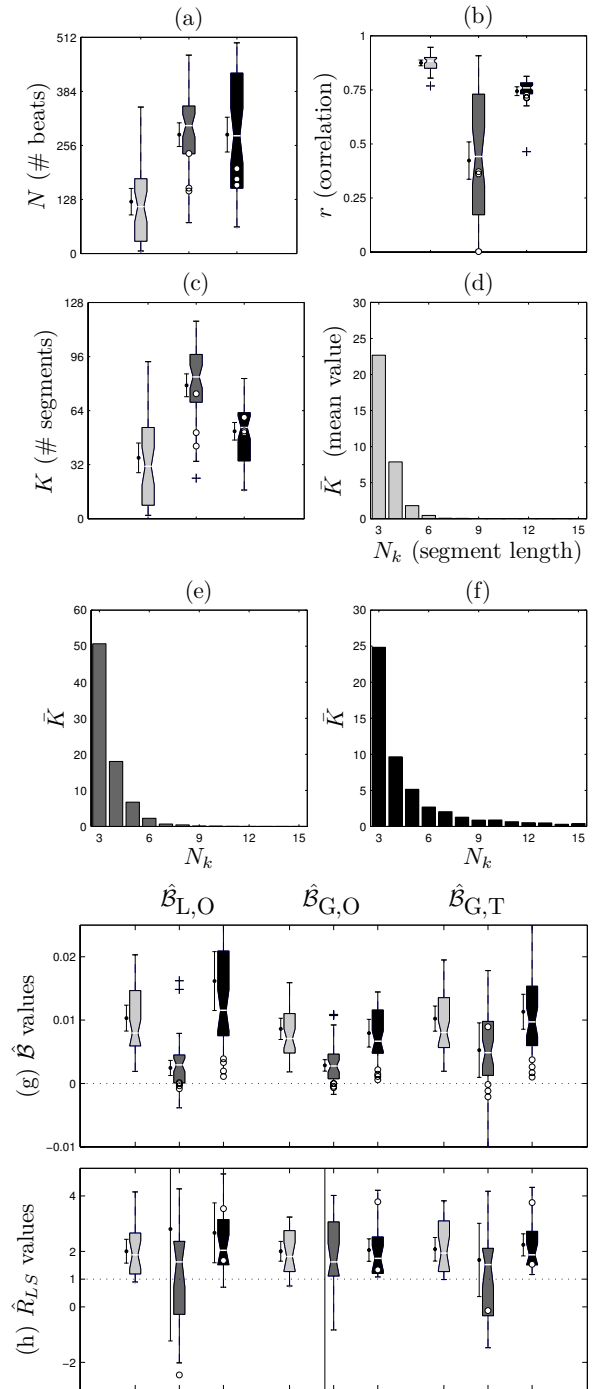 (a)
512
384
256
128
0
N (# beats)
(b)
1
0.75
0.5
0.25
0
r (correlation)
(c)
128
96
64
32
0
K (# segments)
(d)
30
25
20
15
10
5
0
K̄ (mean value)
3 6 9 12 15
N_k (segment length)
(e)
60
50
40
30
20
10
0
K̄
3 6 9 12 15
N_k
(f)
30
25
20
15
10
5
0
K̄
3 6 9 12 15
N_k
𝓑̂_L,O 𝓑̂_G,O 𝓑̂_G,T
0.02
0.01
0
−0.01
(g) 𝓑̂ values
4
2
1
0
−2
(h) R̂_LS values